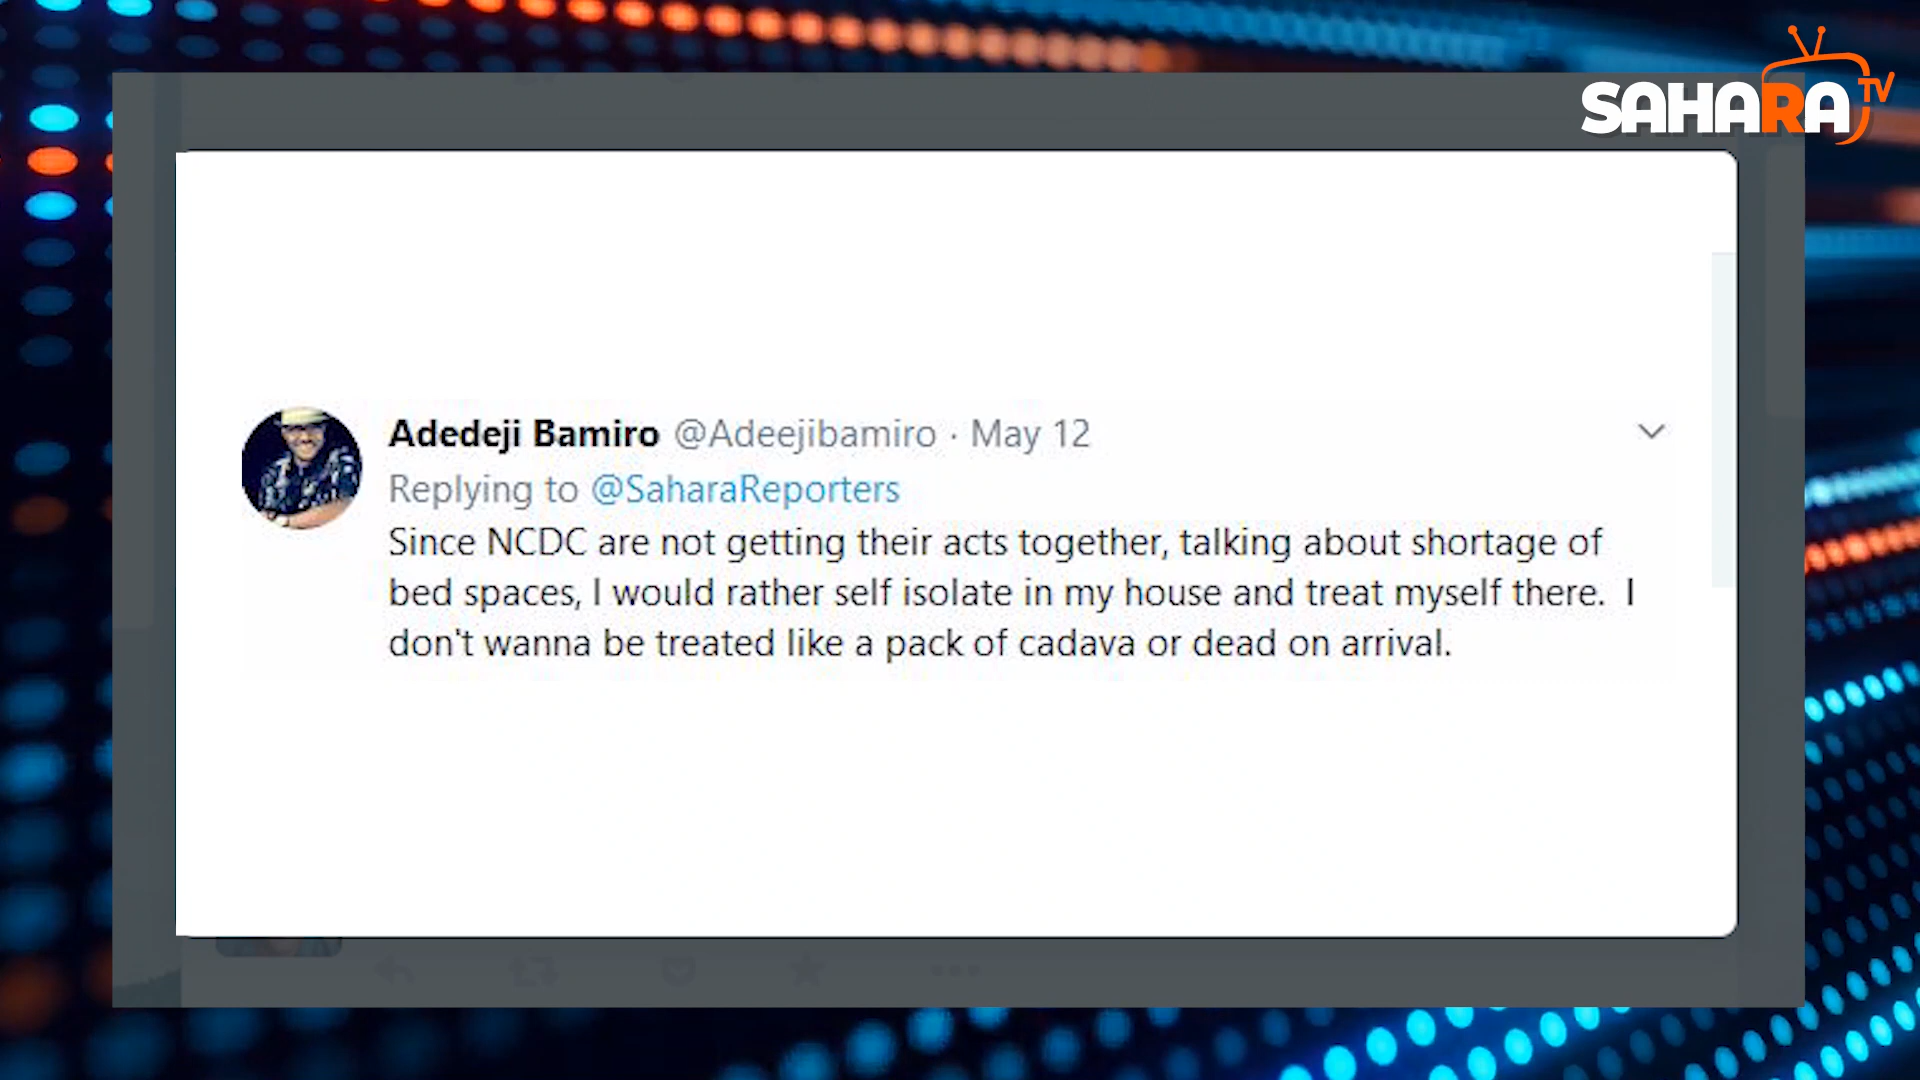 SAHARA TV
Adedeji Bamiro @Adeejibamiro · May 12
Replying to @SaharaReporters
Since NCDC are not getting their acts together, talking about shortage of
bed spaces, I would rather self isolate in my house and treat myself there. I
don't wanna be treated like a pack of cadava or dead on arrival.